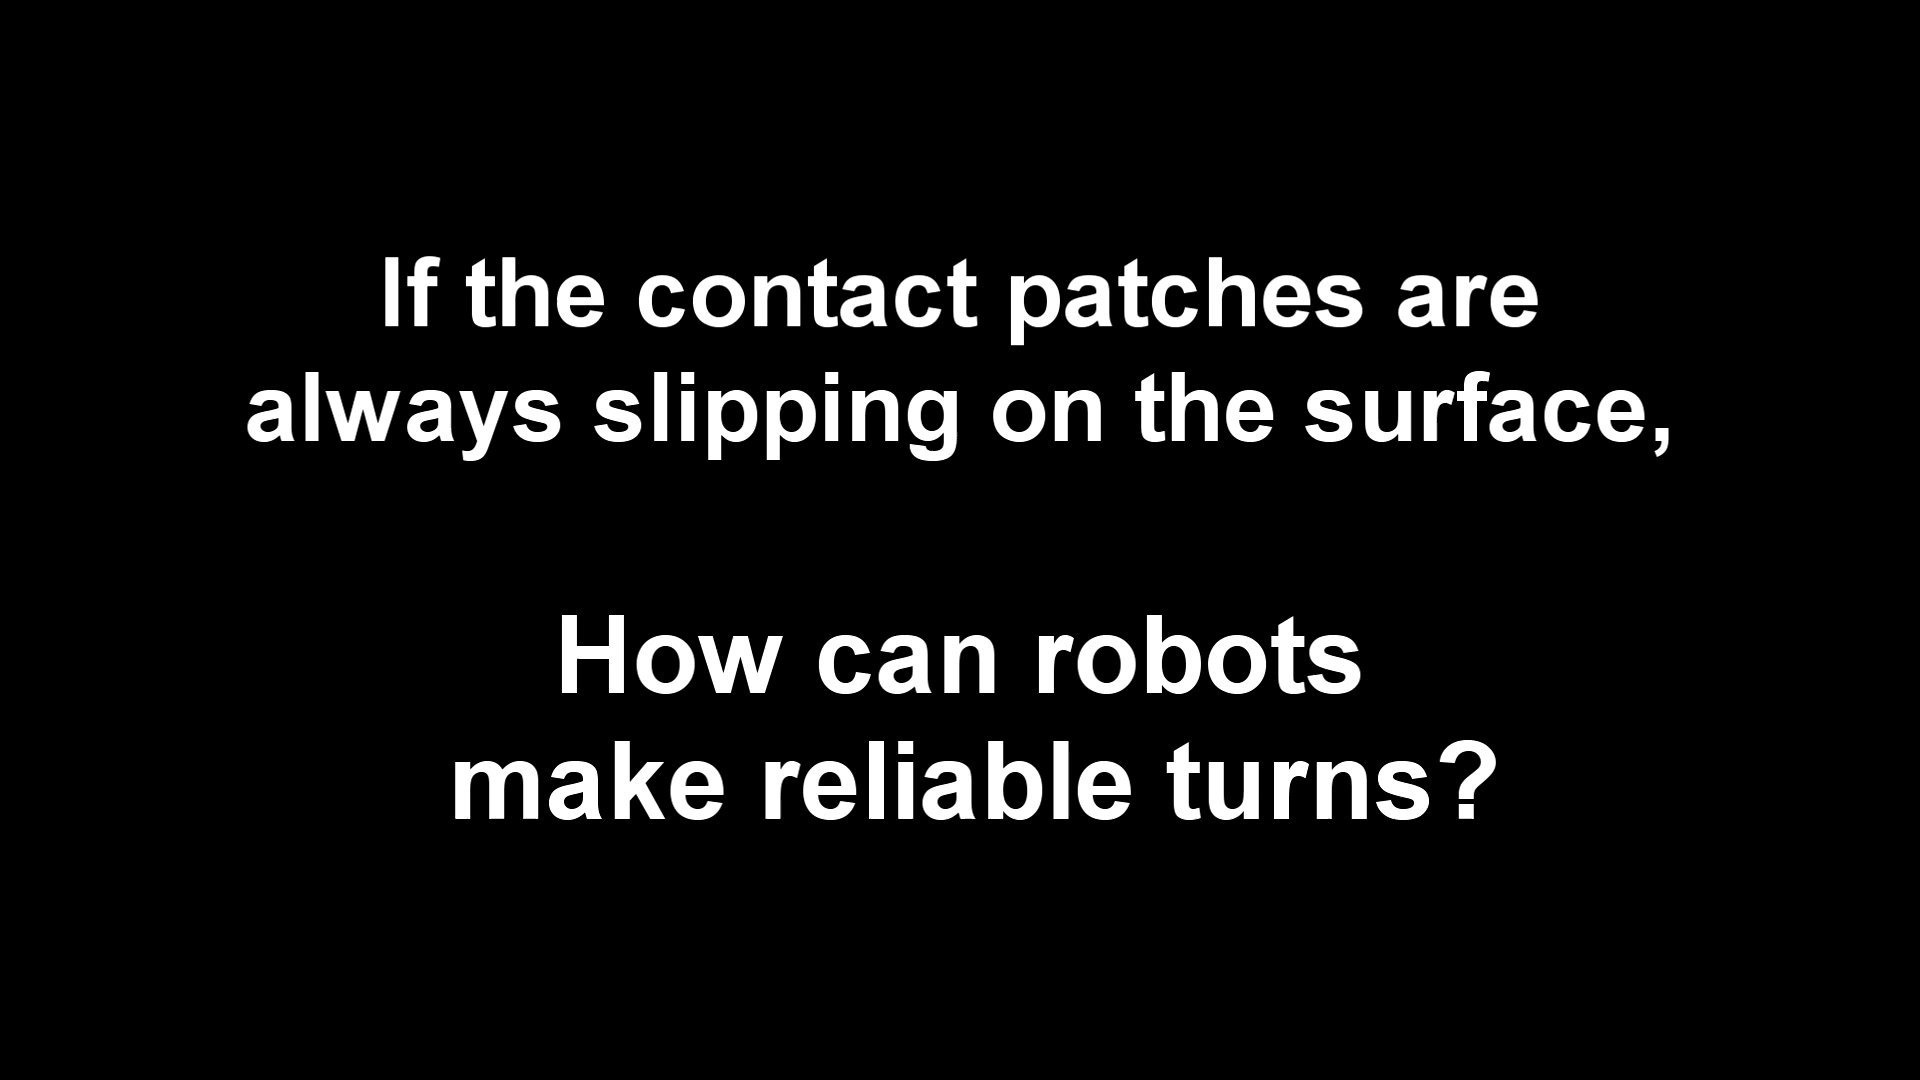 If the contact patches are
always slipping on the surface,
How can robots
make reliable turns?